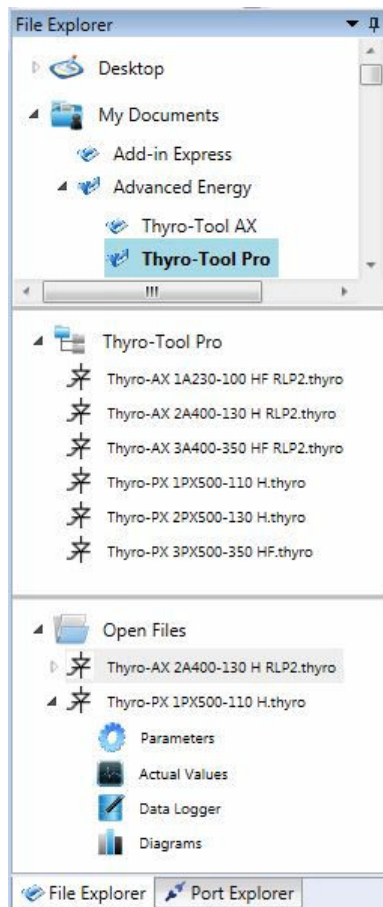 File Explorer
Desktop
My Documents
Add-in Express
Advanced Energy
Thyro-Tool AX
Thyro-Tool Pro
Thyro-Tool Pro
Thyro-AX 1A230-100 HF RLP2.thyro
Thyro-AX 2A400-130 H RLP2.thyro
Thyro-AX 3A400-350 HF RLP2.thyro
Thyro-PX 1PX500-110 H.thyro
Thyro-PX 2PX500-130 H.thyro
Thyro-PX 3PX500-350 HF.thyro
Open Files
Thyro-AX 2A400-130 H RLP2.thyro
Thyro-PX 1PX500-110 H.thyro
Parameters
Actual Values
Data Logger
Diagrams
File Explorer Port Explorer